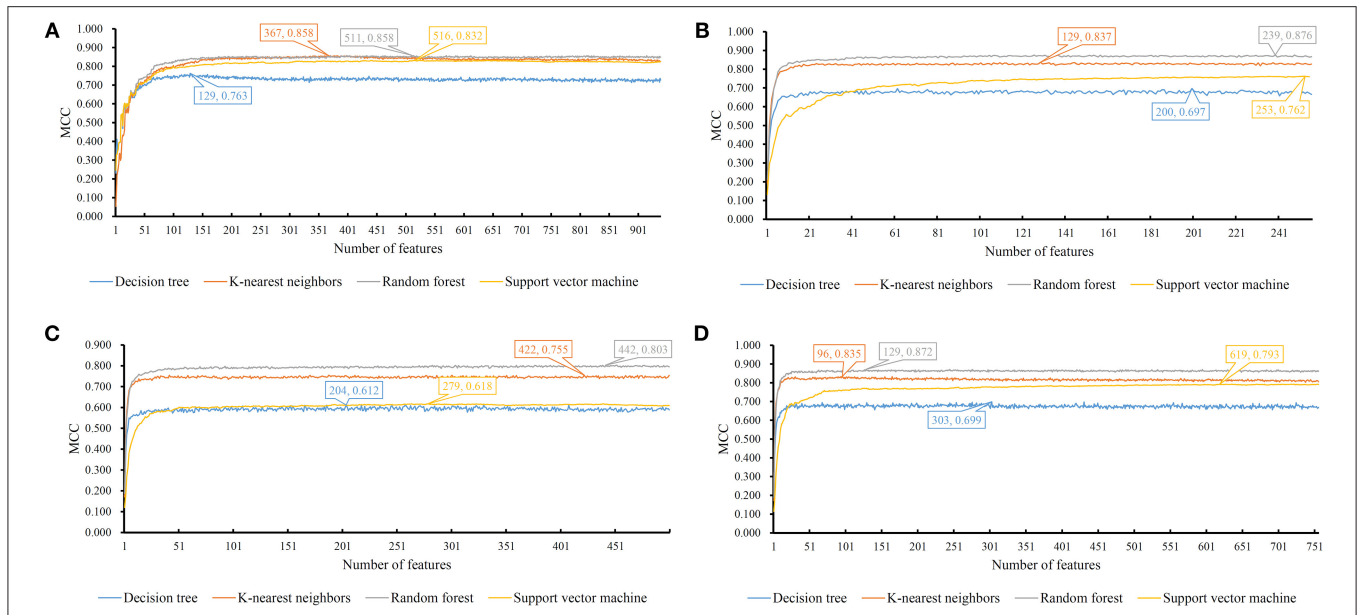 A
MCC
1.000
0.900
0.800
0.700
0.600
0.500
0.400
0.300
0.200
0.100
0.000
367, 0.858
511, 0.858
516, 0.832
129, 0.763
1 51 101 151 201 251 301 351 401 451 501 551 601 651 701 751 801 851 901
Number of features
Decision tree K-nearest neighbors Random forest Support vector machine
B
MCC
1.000
0.900
0.800
0.700
0.600
0.500
0.400
0.300
0.200
0.100
0.000
129, 0.837
239, 0.876
200, 0.697
253, 0.762
1 21 41 61 81 101 121 141 161 181 201 221 241
Number of features
Decision tree K-nearest neighbors Random forest Support vector machine
C
MCC
0.900
0.800
0.700
0.600
0.500
0.400
0.300
0.200
0.100
0.000
422, 0.755
442, 0.803
204, 0.612
279, 0.618
1 51 101 151 201 251 301 351 401 451
Number of features
Decision tree K-nearest neighbors Random forest Support vector machine
D
MCC
1.000
0.900
0.800
0.700
0.600
0.500
0.400
0.300
0.200
0.100
0.000
96, 0.835
129, 0.872
619, 0.793
303, 0.699
1 51 101 151 201 251 301 351 401 451 501 551 601 651 701 751
Number of features
Decision tree K-nearest neighbors Random forest Support vector machine